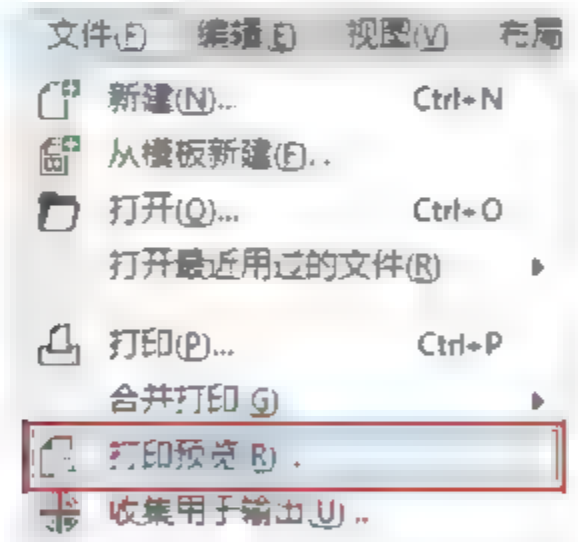 文件(F) 编辑(E) 视图(V) 布局
新建(N)... Ctrl+N
从模板新建(F)...
打开(O)... Ctrl+O
打开最近用过的文件(R)
打印(P)... Ctrl+P
合并打印(G)
打印预览(R)...
收集用于输出(U)...